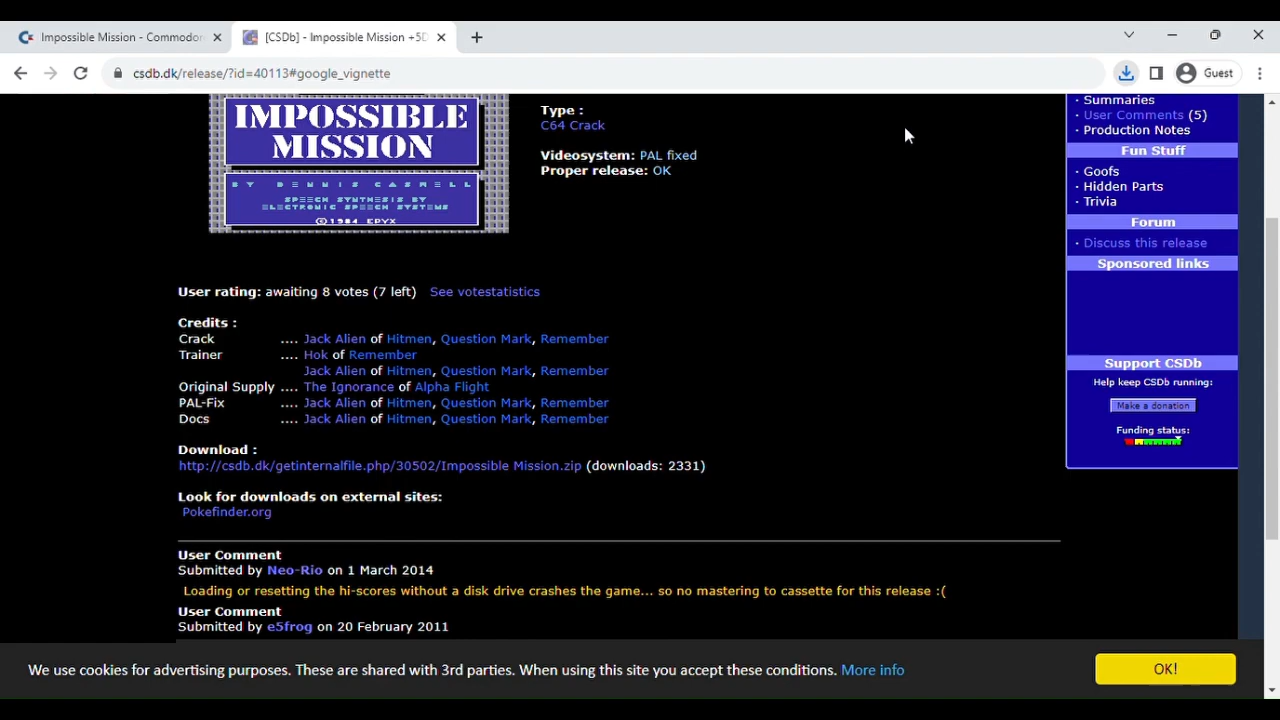 Impossible Mission - Commodor
[CSDb] - Impossible Mission +5D
csdb.dk/release/?id=40113#google_vignette
Guest
IMPOSSIBLE
MISSION
BY DENNIS CASWELL
SPEECH SYNTHESIS BY
ELECTRONIC SPEECH SYSTEMS
©1984 EPYX
Type :
C64 Crack
Videosystem: PAL fixed
Proper release: OK
User rating: awaiting 8 votes (7 left) See votestatistics
Credits :
Crack .... Jack Alien of Hitmen, Question Mark, Remember
Trainer .... Hok of Remember
Jack Alien of Hitmen, Question Mark, Remember
Original Supply .... The Ignorance of Alpha Flight
PAL-Fix .... Jack Alien of Hitmen, Question Mark, Remember
Docs .... Jack Alien of Hitmen, Question Mark, Remember
Download :
http://csdb.dk/getinternalfile.php/30502/Impossible Mission.zip (downloads: 2331)
Look for downloads on external sites:
Pokefinder.org
User Comment
Submitted by Neo-Rio on 1 March 2014
Loading or resetting the hi-scores without a disk drive crashes the game... so no mastering to cassette for this release :(
User Comment
Submitted by e5frog on 20 February 2011
· Summaries
· User Comments (5)
· Production Notes
Fun Stuff
· Goofs
· Hidden Parts
· Trivia
Forum
· Discuss this release
Sponsored links
Support CSDb
Help keep CSDb running:
Make a donation
Funding status:
We use cookies for advertising purposes. These are shared with 3rd parties. When using this site you accept these conditions. More info
OK!